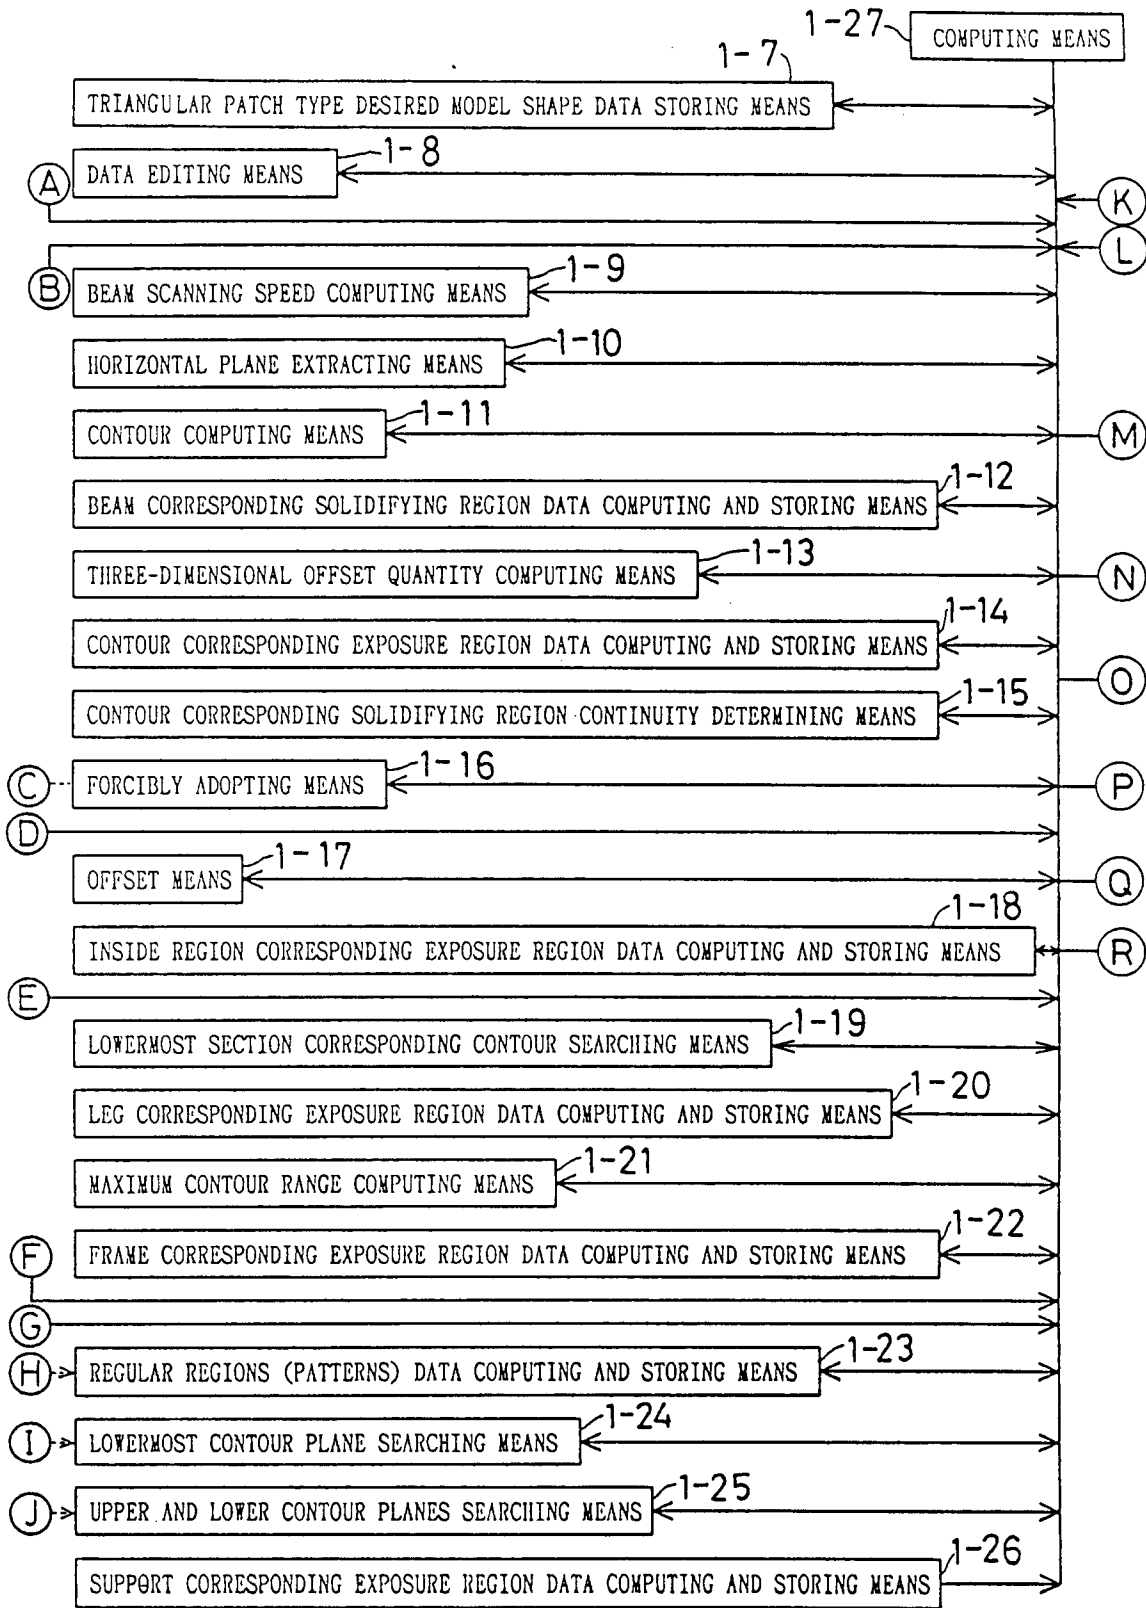 1-27
COMPUTING MEANS
1-7
TRIANGULAR PATCH TYPE DESIRED MODEL SHAPE DATA STORING MEANS
1-8
DATA EDITING MEANS
A
K
L
B
1-9
BEAM SCANNING SPEED COMPUTING MEANS
1-10
HORIZONTAL PLANE EXTRACTING MEANS
1-11
CONTOUR COMPUTING MEANS
M
1-12
BEAM CORRESPONDING SOLIDIFYING REGION DATA COMPUTING AND STORING MEANS
1-13
THREE-DIMENSIONAL OFFSET QUANTITY COMPUTING MEANS
N
1-14
CONTOUR CORRESPONDING EXPOSURE REGION DATA COMPUTING AND STORING MEANS
O
1-15
CONTOUR CORRESPONDING SOLIDIFYING REGION CONTINUITY DETERMINING MEANS
1-16
C
FORCIBLY ADOPTING MEANS
P
D
1-17
OFFSET MEANS
Q
1-18
INSIDE REGION CORRESPONDING EXPOSURE REGION DATA COMPUTING AND STORING MEANS
R
E
1-19
LOWERMOST SECTION CORRESPONDING CONTOUR SEARCHING MEANS
1-20
LEG CORRESPONDING EXPOSURE REGION DATA COMPUTING AND STORING MEANS
1-21
MAXIMUM CONTOUR RANGE COMPUTING MEANS
1-22
F
FRAME CORRESPONDING EXPOSURE REGION DATA COMPUTING AND STORING MEANS
G
1-23
H
REGULAR REGIONS (PATTERNS) DATA COMPUTING AND STORING MEANS
1-24
I
LOWERMOST CONTOUR PLANE SEARCHING MEANS
1-25
J
UPPER AND LOWER CONTOUR PLANES SEARCHING MEANS
1-26
SUPPORT CORRESPONDING EXPOSURE REGION DATA COMPUTING AND STORING MEANS